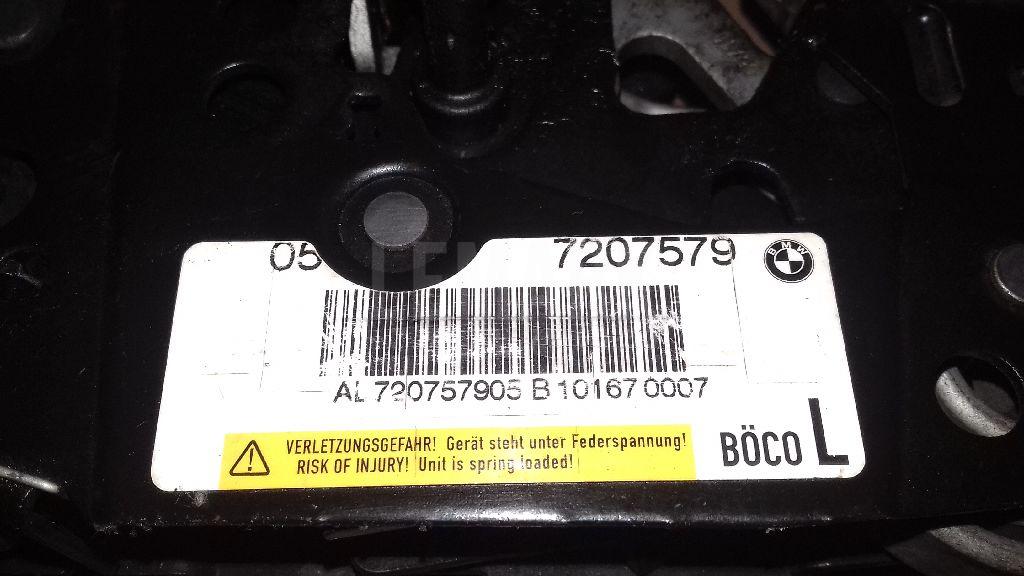 05 7207579
BMW
AL 720757905 B 10167 0007
VERLETZUNGSGEFAHR! Gerät steht unter Federspannung!
RISK OF INJURY! Unit is spring loaded!
BÖCO L